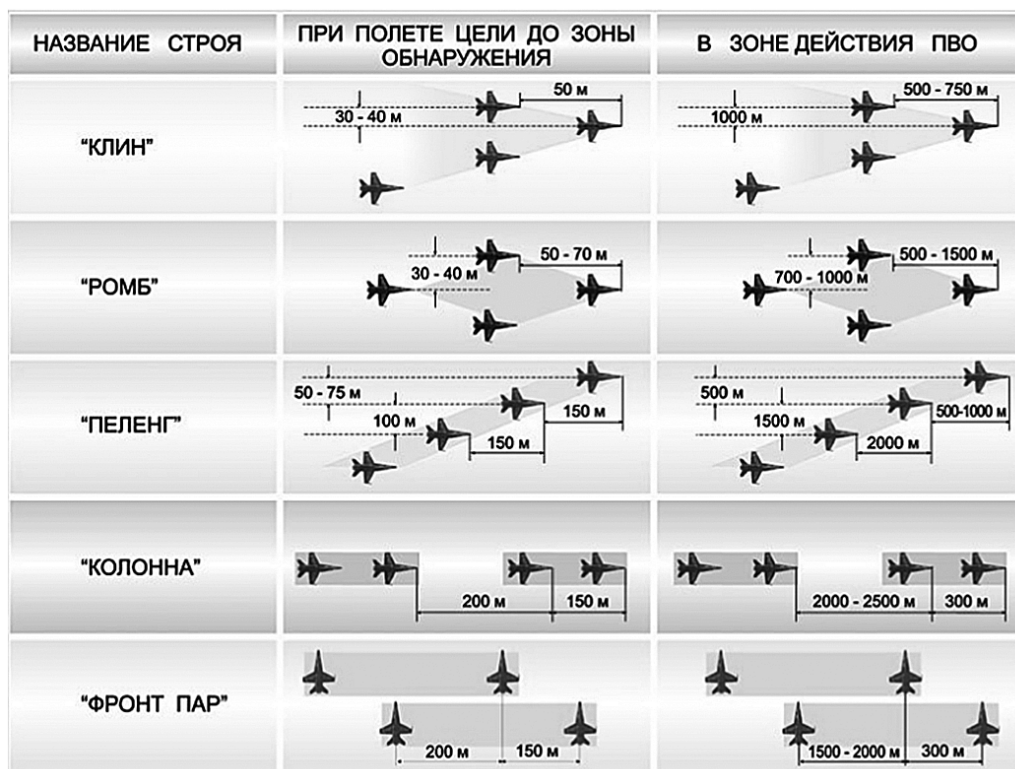 НАЗВАНИЕ СТРОЯ
ПРИ ПОЛЕТЕ ЦЕЛИ ДО ЗОНЫ
ОБНАРУЖЕНИЯ
В ЗОНЕ ДЕЙСТВИЯ ПВО
“КЛИН”
50 м
30 - 40 м
500 - 750 м
1000 м
“РОМБ”
50 - 70 м
30 - 40 м
500 - 1500 м
700 - 1000 м
“ПЕЛЕНГ”
50 - 75 м
100 м
150 м
150 м
500 м
1500 м
500-1000 м
2000 м
“КОЛОННА”
200 м
150 м
2000 - 2500 м
300 м
“ФРОНТ ПАР”
200 м
150 м
1500 - 2000 м
300 м